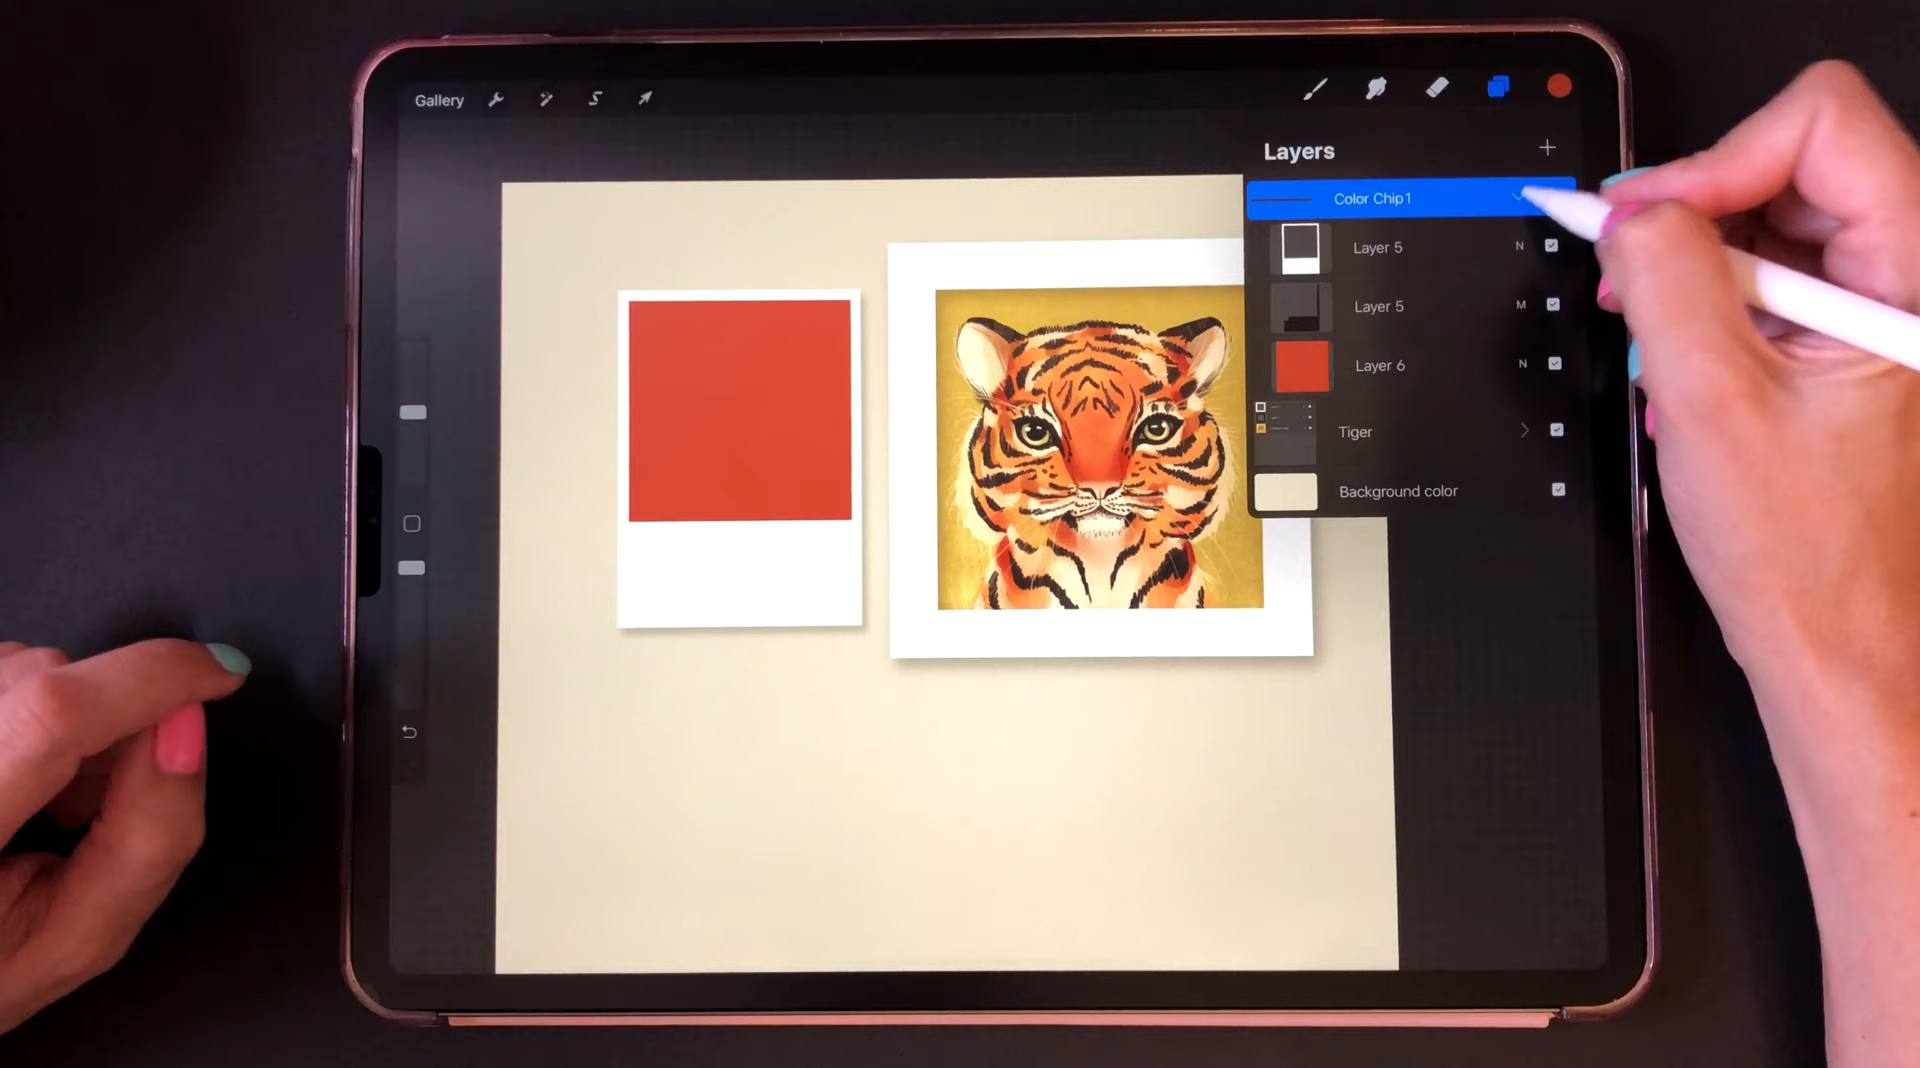 Gallery
Layers
Color Chip1
Layer 5 N
Layer 5 M
Layer 6 N
Tiger
Background color